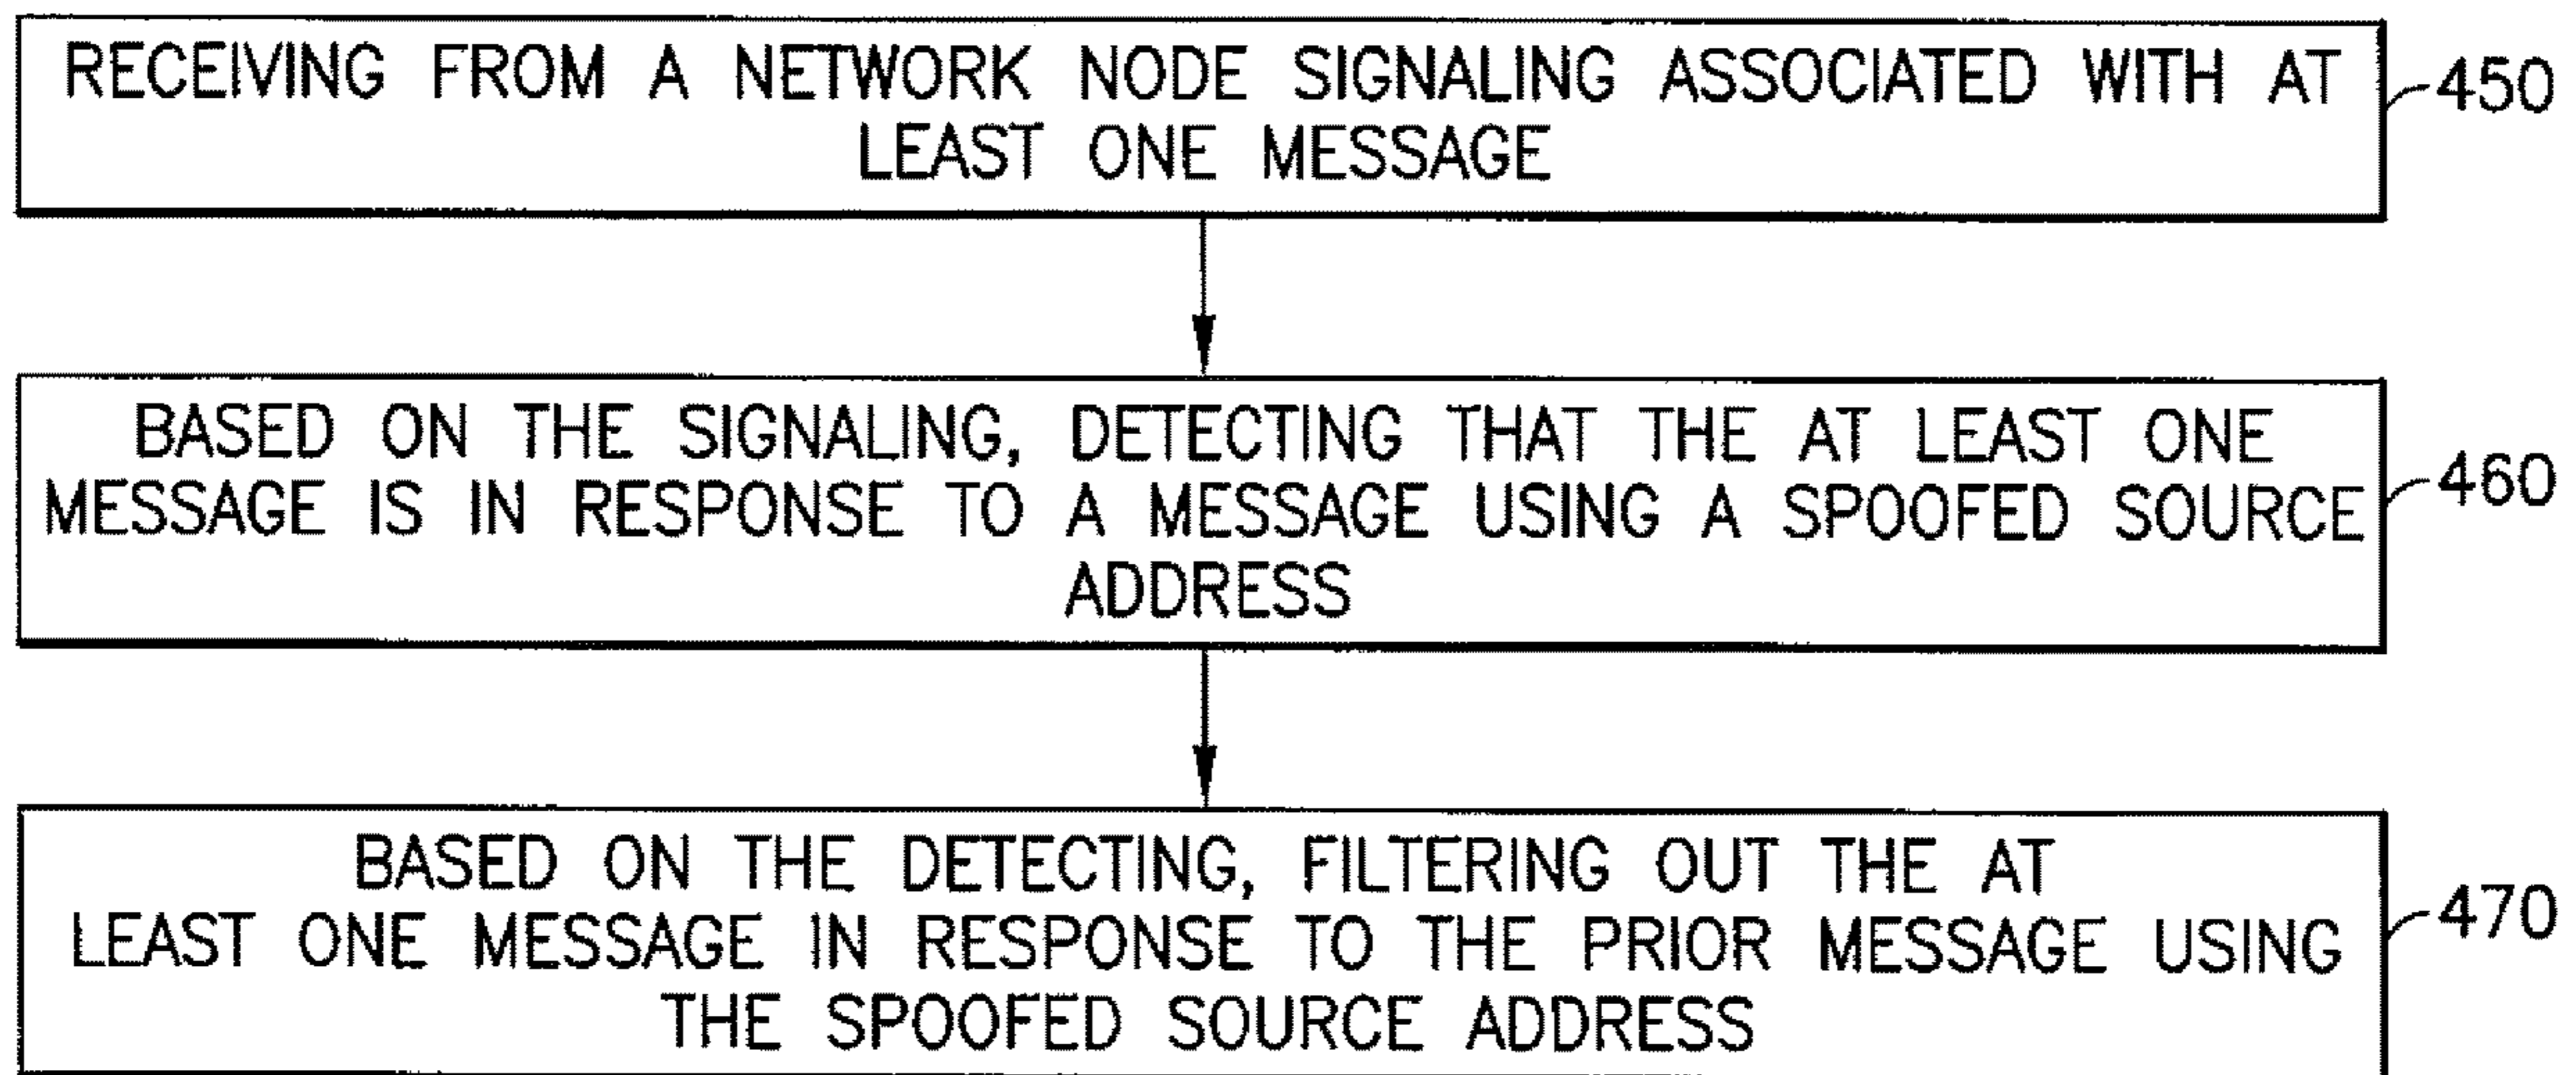 RECEIVING FROM A NETWORK NODE SIGNALING ASSOCIATED WITH AT
LEAST ONE MESSAGE
450
BASED ON THE SIGNALING, DETECTING THAT THE AT LEAST ONE
MESSAGE IS IN RESPONSE TO A MESSAGE USING A SPOOFED SOURCE
ADDRESS
460
BASED ON THE DETECTING, FILTERING OUT THE AT
LEAST ONE MESSAGE IN RESPONSE TO THE PRIOR MESSAGE USING
THE SPOOFED SOURCE ADDRESS
470